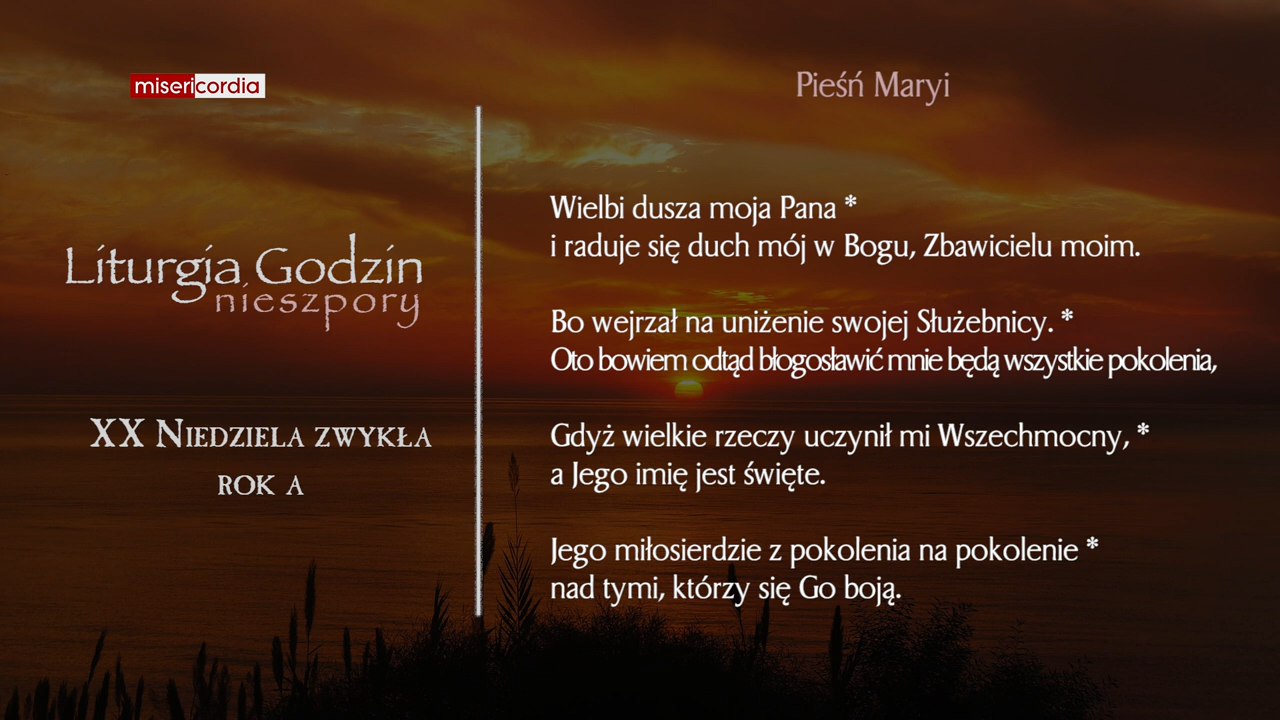 misericordia
Liturgia Godzin
nieszpory
XX Niedziela zwykła
rok A
Pieśń Maryi
Wielbi dusza moja Pana *
i raduje się duch mój w Bogu, Zbawicielu moim.
Bo wejrzał na uniżenie swojej Służebnicy. *
Oto bowiem odtąd błogosławić mnie będą wszystkie pokolenia,
Gdyż wielkie rzeczy uczynił mi Wszechmocny, *
a Jego imię jest święte.
Jego miłosierdzie z pokolenia na pokolenie *
nad tymi, którzy się Go boją.